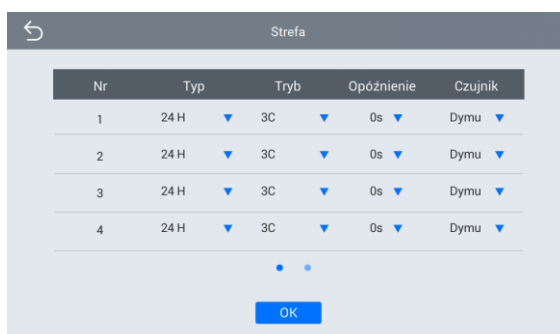 Strefa
Nr Typ Tryb Opóźnienie Czujnik
1 24 H 3C 0s Dymu
2 24 H 3C 0s Dymu
3 24 H 3C 0s Dymu
4 24 H 3C 0s Dymu
OK